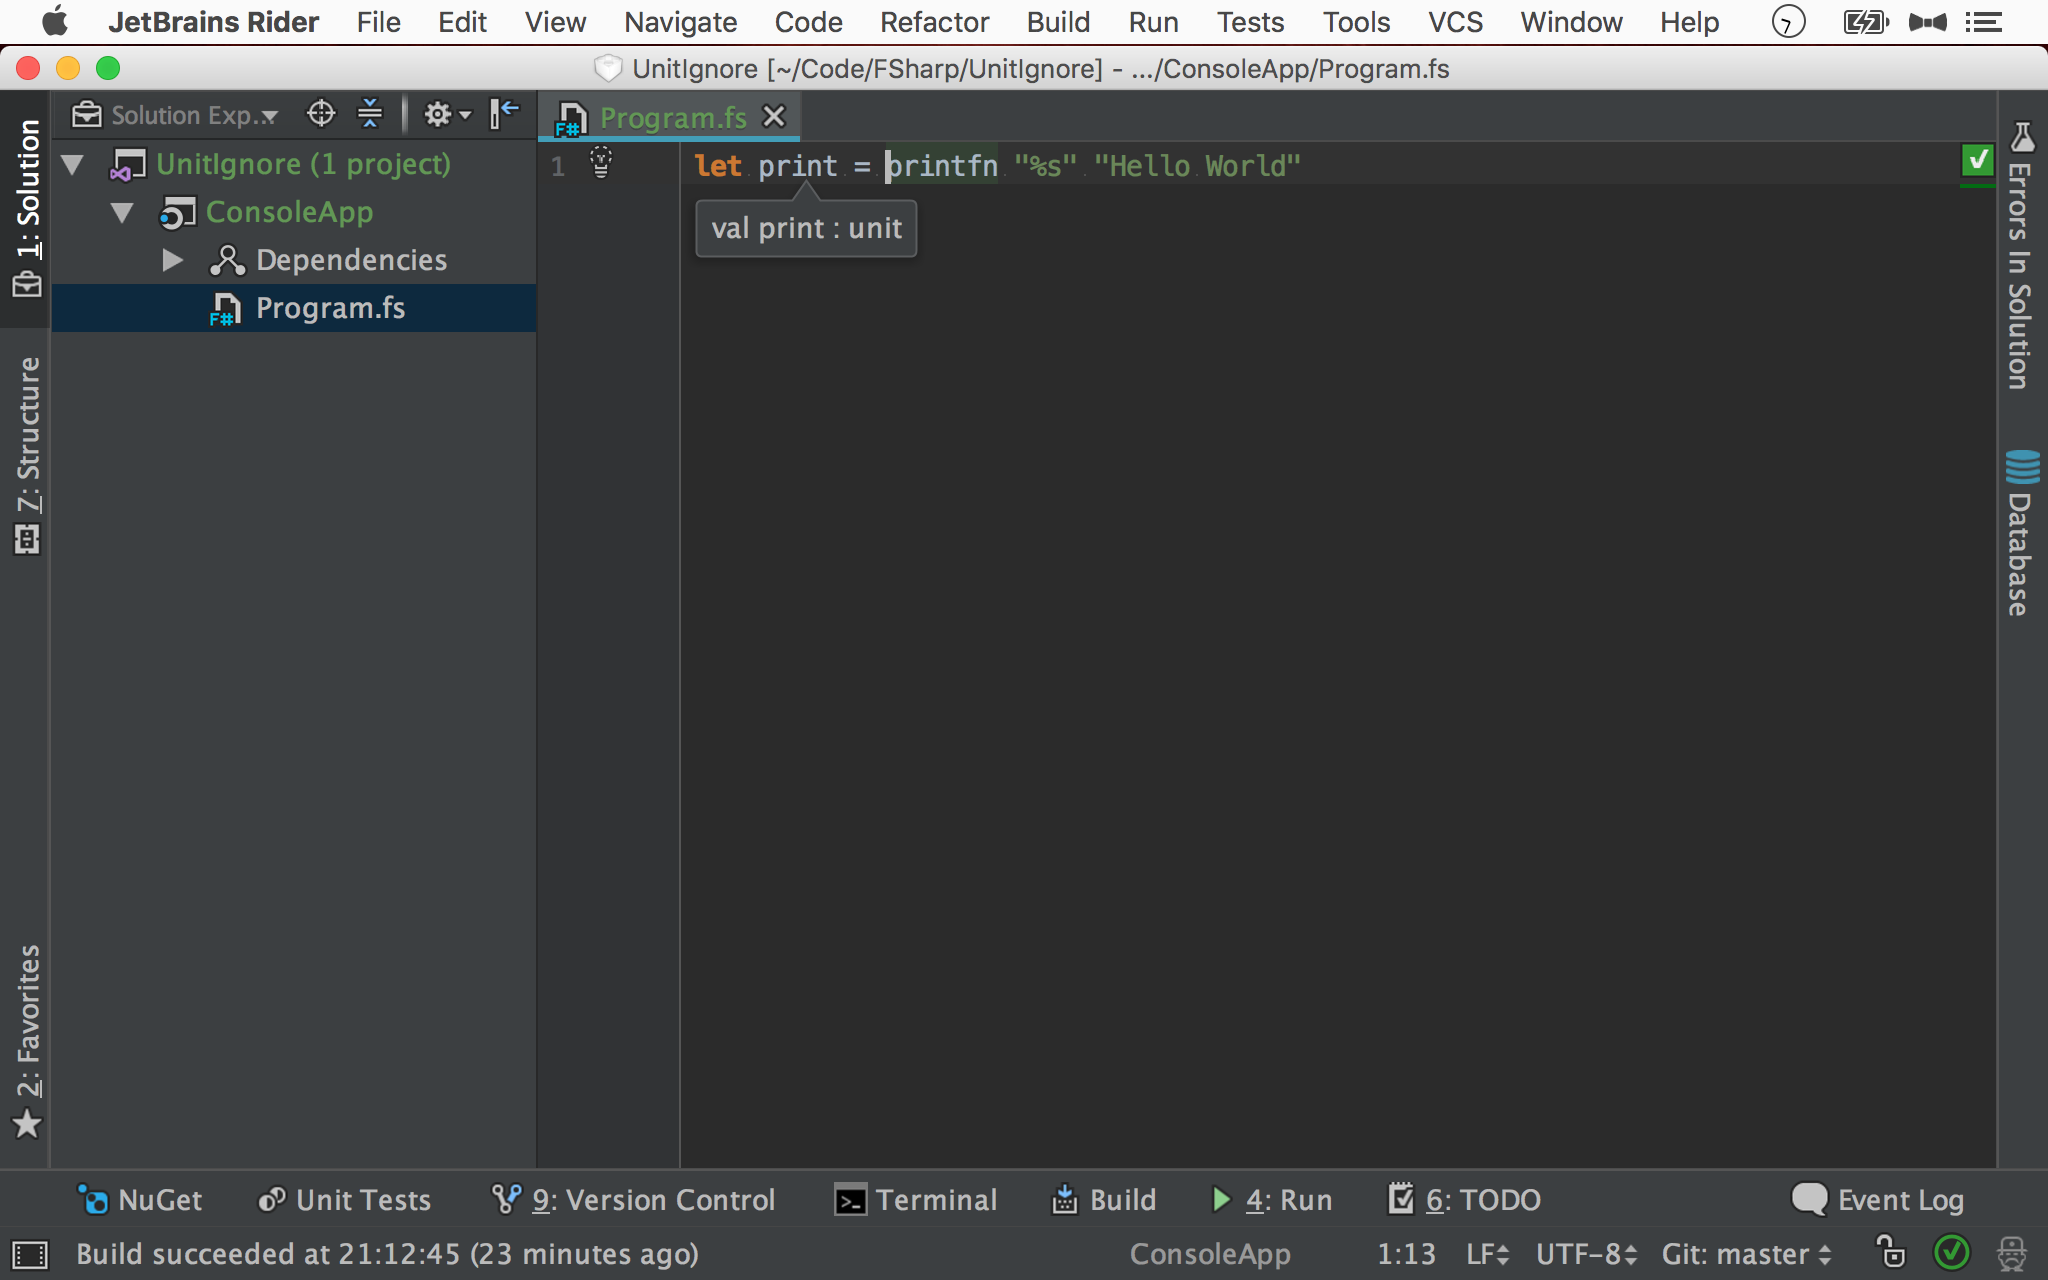 JetBrains Rider File Edit View Navigate Code Refactor Build Run Tests Tools VCS Window Help
UnitIgnore [~/Code/FSharp/UnitIgnore] - .../ConsoleApp/Program.fs
Solution Exp...
Program.fs
1: Solution
7: Structure
2: Favorites
UnitIgnore (1 project)
ConsoleApp
Dependencies
F# Program.fs
1 let print = printfn "%s" "Hello World"
val print : unit
Errors In Solution
Database
NuGet Unit Tests 9: Version Control Terminal Build 4: Run 6: TODO Event Log
Build succeeded at 21:12:45 (23 minutes ago) ConsoleApp 1:13 LF UTF-8 Git: master